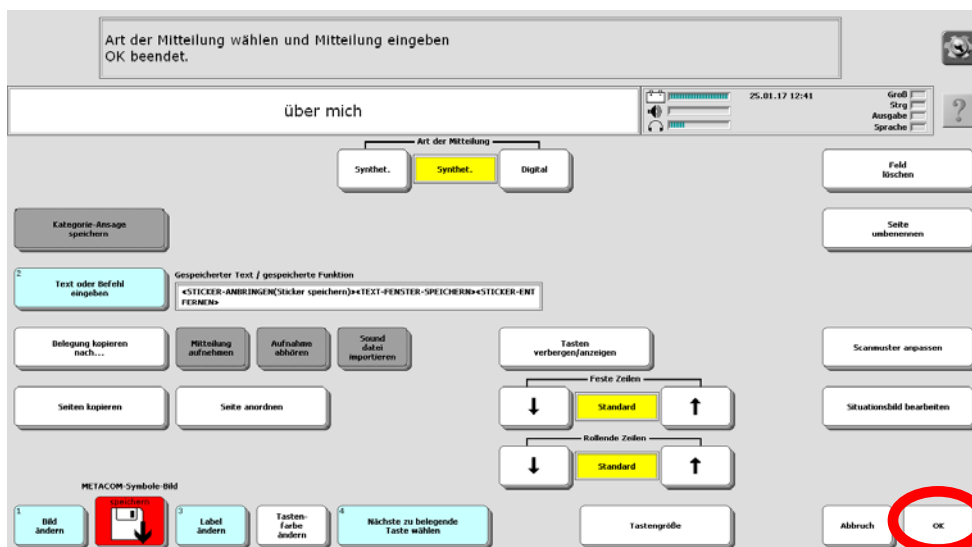 Art der Mitteilung wählen und Mitteilung eingeben
OK beendet.
über mich
25.01.17 12:41
Groß
Strg
Ausgabe
Sprache
?
Art der Mitteilung
Synthet.
Synthet.
Digital
Feld
löschen
Kategorie-Ansage
speichern
Seite
umbenennen
2
Text oder Befehl
eingeben
Gespeicherter Text / gespeicherte Funktion
<STICKER-ANBRINGEN(Sticker speichern)><TEXT-FENSTER-SPEICHERN><STICKER-ENT
FERNEN>
Belegung kopieren
nach...
Mitteilung
aufnehmen
Aufnahme
abhören
Sound
datei
importieren
Tasten
verbergen/anzeigen
Scanmuster anpassen
Seiten kopieren
Seite anordnen
Feste Zeilen
↓
Standard
↑
Situationsbild bearbeiten
Rollende Zeilen
↓
Standard
↑
METACOM-Symbole-Bild
1
Bild
ändern
speichern
3
Label
ändern
Tasten-
farbe
ändern
4
Nächste zu belegende
Taste wählen
Tastengröße
Abbruch
OK